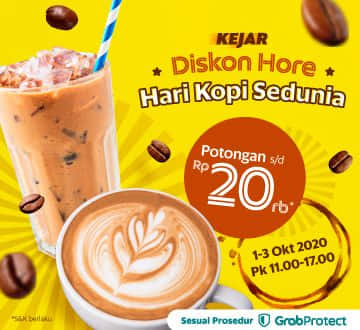 KEJAR
Diskon Hore
Hari Kopi Sedunia
Potongan s/d
Rp 20 rb*
1-3 Okt 2020
Pk 11.00-17.00
*S&K berlaku
Sesuai Prosedur GrabProtect